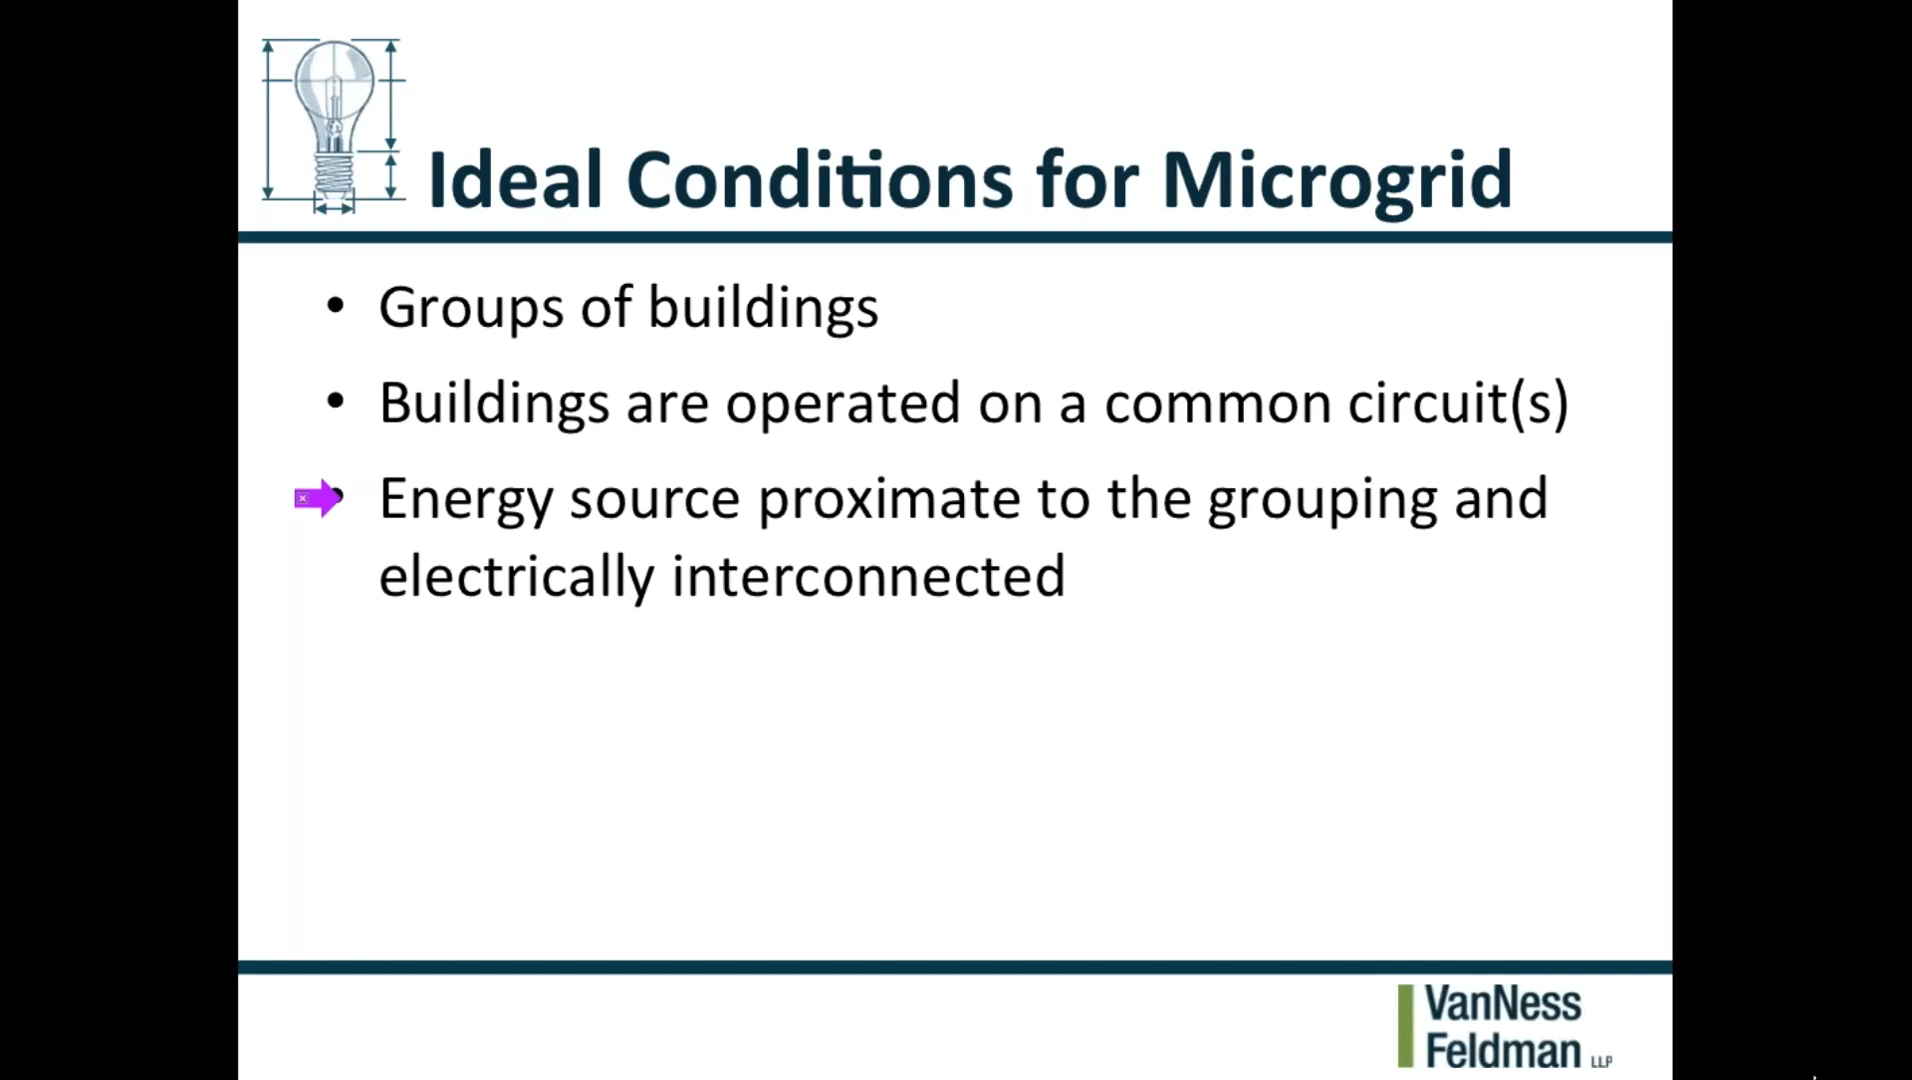 Ideal Conditions for Microgrid
• Groups of buildings
• Buildings are operated on a common circuit(s)
• Energy source proximate to the grouping and
electrically interconnected
VanNess
Feldman LLP